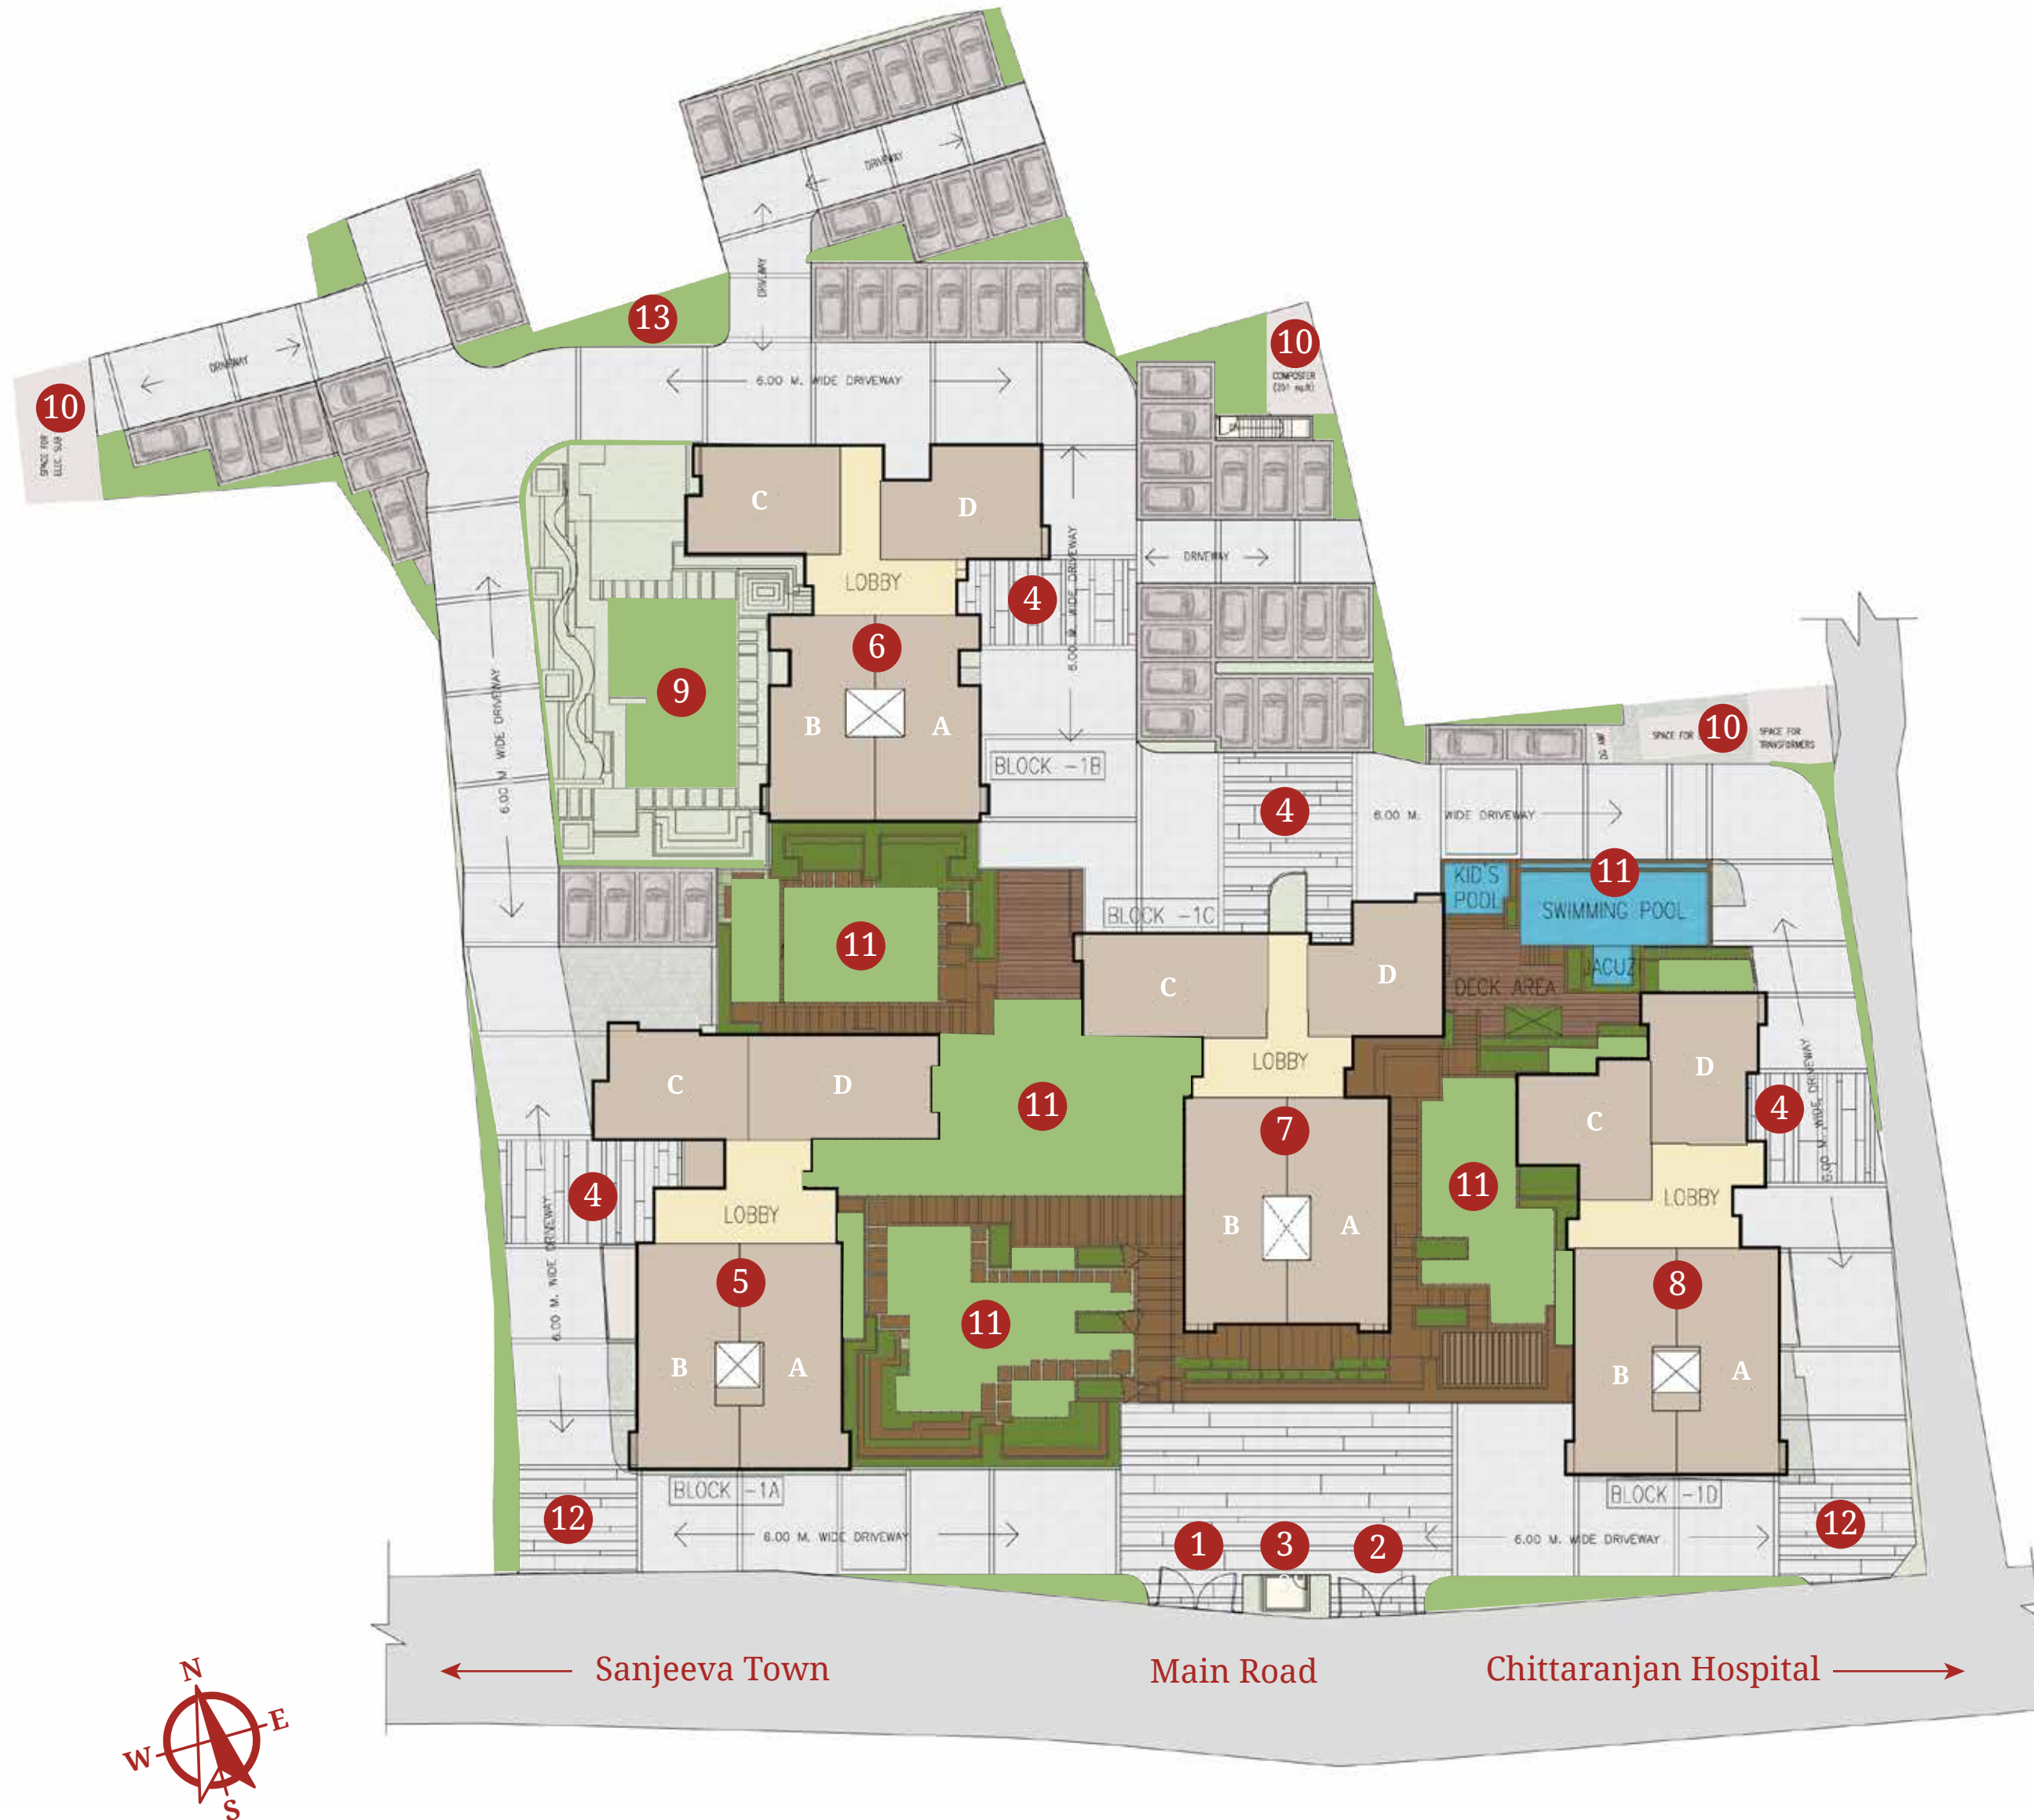 DRIVEWAY
DRIVEWAY
13
10
COMPOSTER
DRIVEWAY
6.00 M. WIDE DRIVEWAY
10
SPACE FOR
ELEC. SUB
C
D
6.00 M. WIDE DRIVEWAY
DRIVEWAY
LOBBY
4
6
9
6.00 M. WIDE DRIVEWAY
B
A
BLOCK -1B
10
SPACE FOR
SPACE FOR
TRANSFORMERS
4
6.00 M. WIDE DRIVEWAY
11
KID'S
POOL
SWIMMING POOL
BLOCK -1C
11
C
D
JACUZ
DECK AREA
C
D
11
LOBBY
D
C
4
6.00 M. WIDE DRIVEWAY
7
4
11
LOBBY
LOBBY
B
A
6.00 M. WIDE DRIVEWAY
5
11
8
B
A
B
A
BLOCK -1A
BLOCK -1D
12
6.00 M. WIDE DRIVEWAY
1
3
2
6.00 M. WIDE DRIVEWAY
12
Sanjeeva Town
Main Road
Chittaranjan Hospital
N
E
W
S